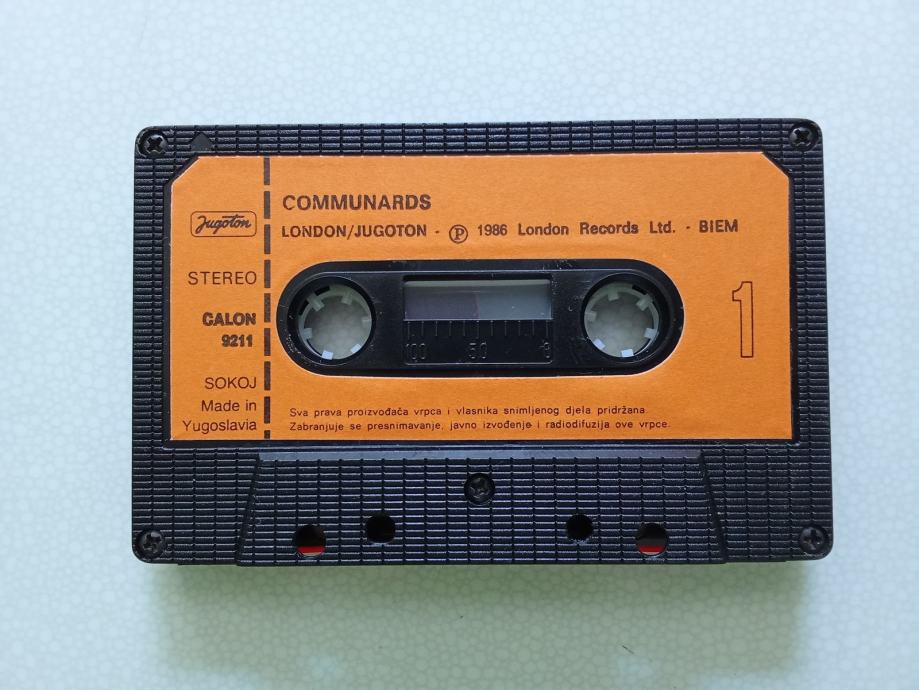 COMMUNARDS
LONDON/JUGOTON - Ⓟ 1986 London Records Ltd. - BIEM
Jugoton
STEREO
CALON
9211
SOKOJ
Made in
Yugoslavia
1
100 50 0
Sva prava proizvođača vrpca i vlasnika snimljenog djela pridržana
Zabranjuje se presnimavanje, javno izvođenje i radiodifuzija ove vrpce.